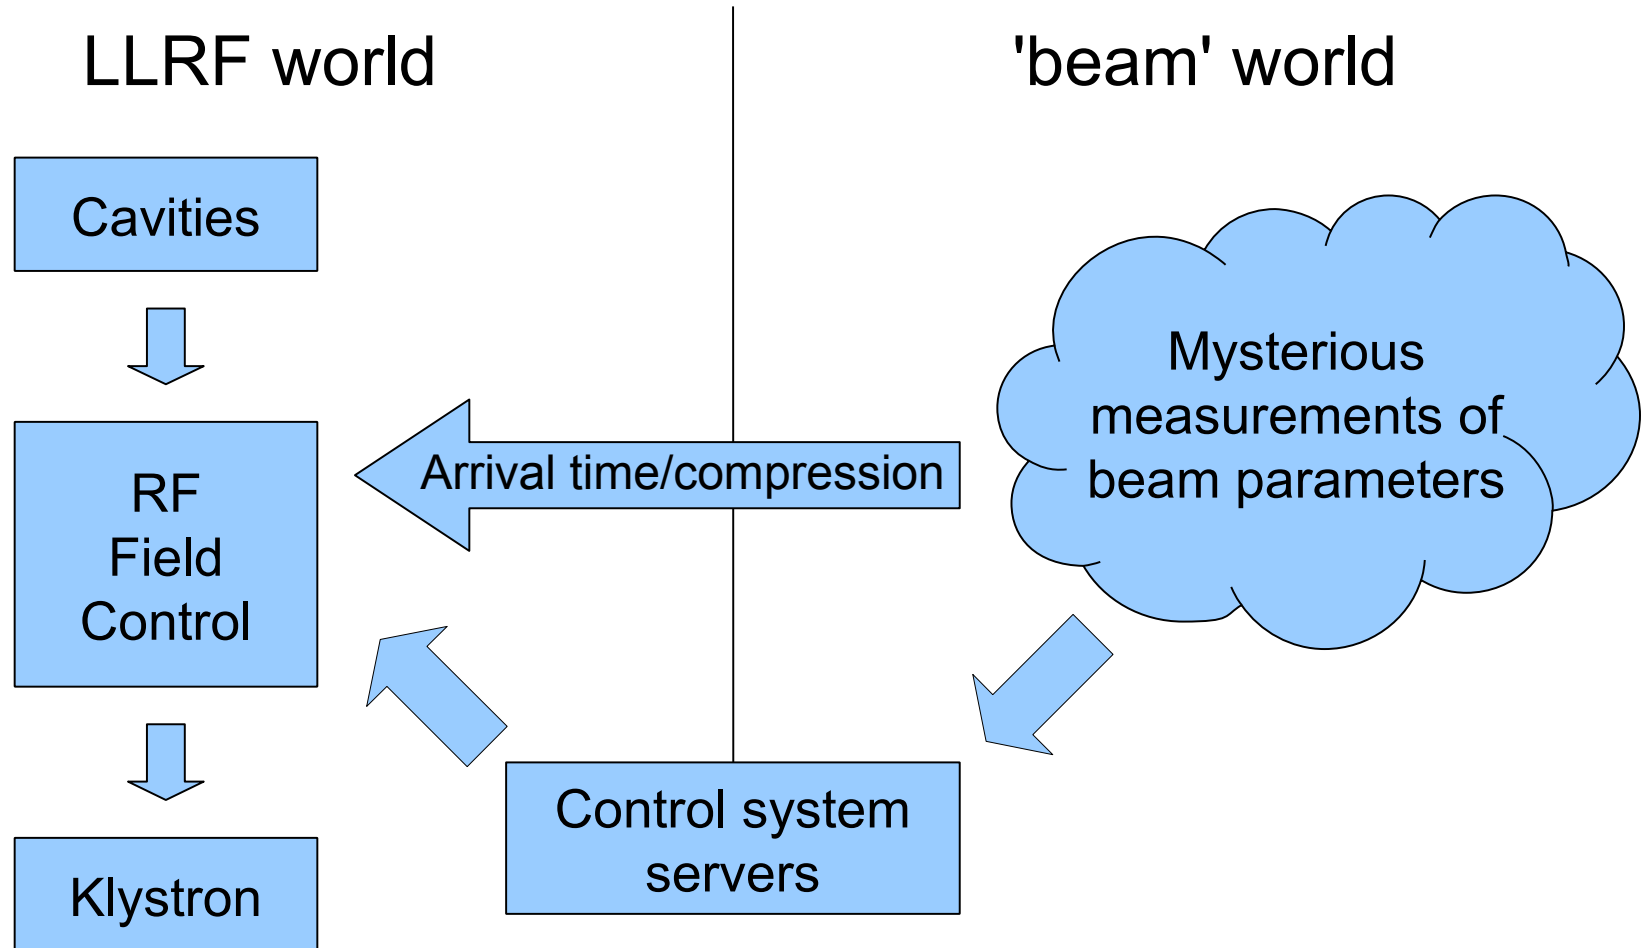 LLRF world
'beam' world
Cavities
Mysterious
measurements of
beam parameters
Arrival time/compression
RF
Field
Control
Control system
servers
Klystron